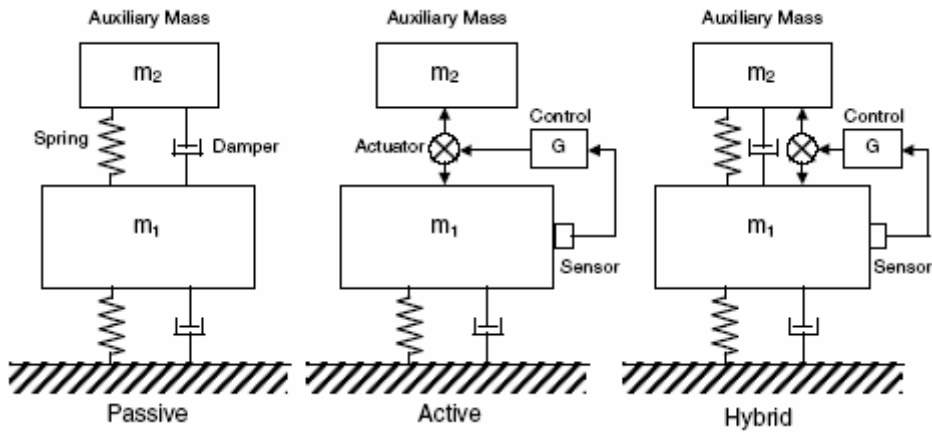 Auxiliary Mass
m₂
Spring
Damper
m₁
Passive
Auxiliary Mass
m₂
Control
Actuator
G
m₁
Sensor
Active
Auxiliary Mass
m₂
Control
G
m₁
Sensor
Hybrid